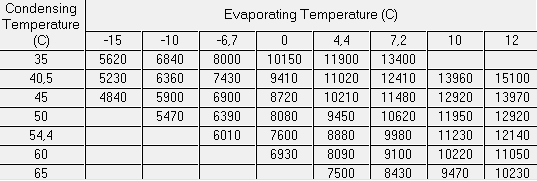 Condensing Evaporating Temperature (C)
Temperature
(C) -15 -10 -6,7 0 4,4 7,2 10 12
35 5620 6840 8000 10150 11900 13400
40,5 5230 6360 7430 9410 11020 12410 13960 15100
45 4840 5900 6900 8720 10210 11480 12920 13970
50 5470 6390 8080 9450 10620 11950 12920
54,4 6010 7600 8880 9980 11230 12140
60 6930 8090 9100 10220 11050
65 7500 8430 9470 10230